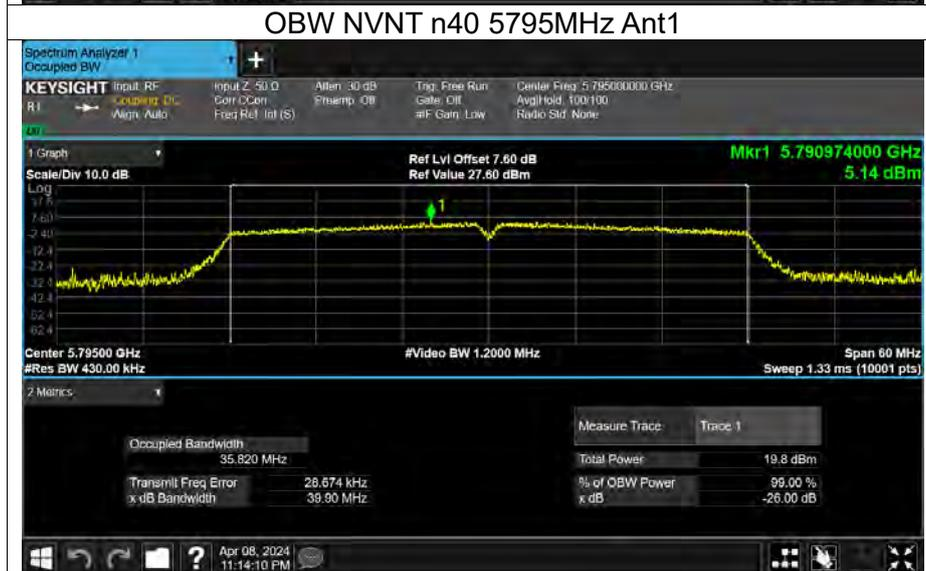 OBW NVNT n40 5795MHz Ant1
Spectrum Analyzer 1
Occupied BW
+
KEYSIGHT Input: RF
Coupling: DC
Align: Auto
Input Z: 50 Ω
Corr CCorr
Freq Ref: Int (S)
Atten: 30 dB
Preamp: Off
Trig: Free Run
Gate: Off
#IF Gain: Low
Center Freq: 5.795000000 GHz
Avg|Hold: 100/100
Radio Std: None
1 Graph
Scale/Div 10.0 dB
Ref Lvl Offset 7.60 dB
Ref Value 27.60 dBm
Mkr1 5.790974000 GHz
5.14 dBm
Log
17.6
7.60
-2.40
-12.4
-22.4
-32.4
-42.4
-52.4
-62.4
1
Center 5.79500 GHz
#Res BW 430.00 kHz
#Video BW 1.2000 MHz
Span 60 MHz
Sweep 1.33 ms (10001 pts)
2 Metrics
Measure Trace Trace 1
Occupied Bandwidth
35.820 MHz
Total Power 19.8 dBm
Transmit Freq Error 28.674 kHz
% of OBW Power 99.00 %
x dB Bandwidth 39.90 MHz
x dB -26.00 dB
?
Apr 08, 2024
11:14:10 PM